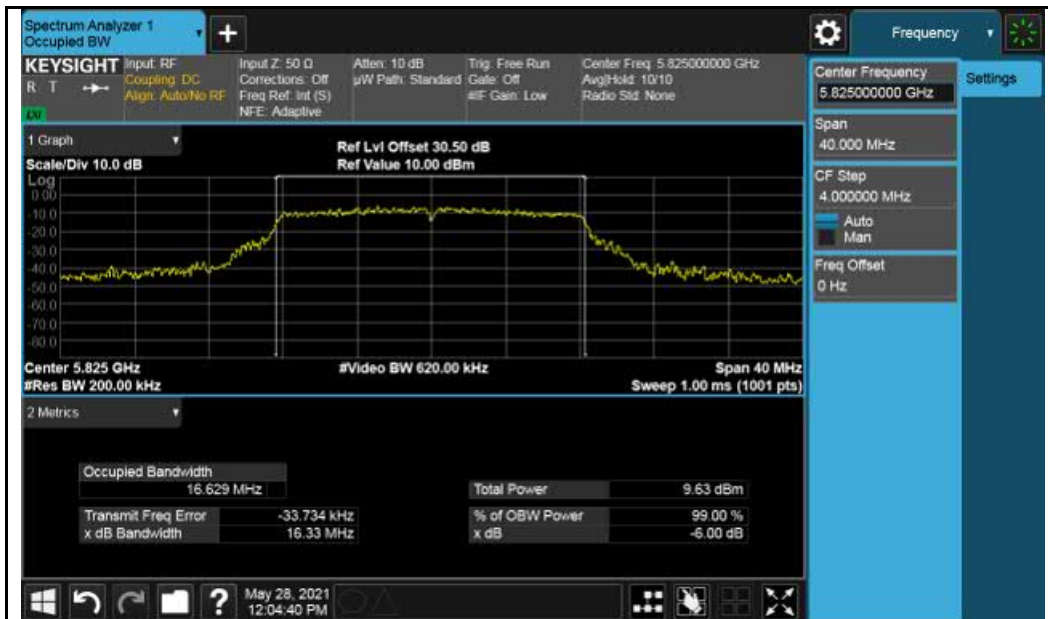 Spectrum Analyzer 1
Occupied BW
+
Frequency
KEYSIGHT
R T
Input: RF
Coupling: DC
Align: Auto/No RF
Input Z: 50 Ω
Corrections: Off
Freq Ref: Int (S)
NFE: Adaptive
Atten: 10 dB
µW Path: Standard
Trig: Free Run
Gate: Off
#IF Gain: Low
Center Freq: 5.825000000 GHz
Avg|Hold: 10/10
Radio Std: None
Center Frequency
5.825000000 GHz
Settings
Span
40.000 MHz
CF Step
4.000000 MHz
Auto
Man
Freq Offset
0 Hz
1 Graph
Scale/Div 10.0 dB
Ref Lvl Offset 30.50 dB
Ref Value 10.00 dBm
Log
0.00
-10.0
-20.0
-30.0
-40.0
-50.0
-60.0
-70.0
-80.0
Center 5.825 GHz
#Video BW 620.00 kHz
Span 40 MHz
#Res BW 200.00 kHz
Sweep 1.00 ms (1001 pts)
2 Metrics
Occupied Bandwidth
16.629 MHz
Total Power 9.63 dBm
Transmit Freq Error -33.734 kHz
% of OBW Power 99.00 %
x dB Bandwidth 16.33 MHz
x dB -6.00 dB
?
May 28, 2021
12:04:40 PM